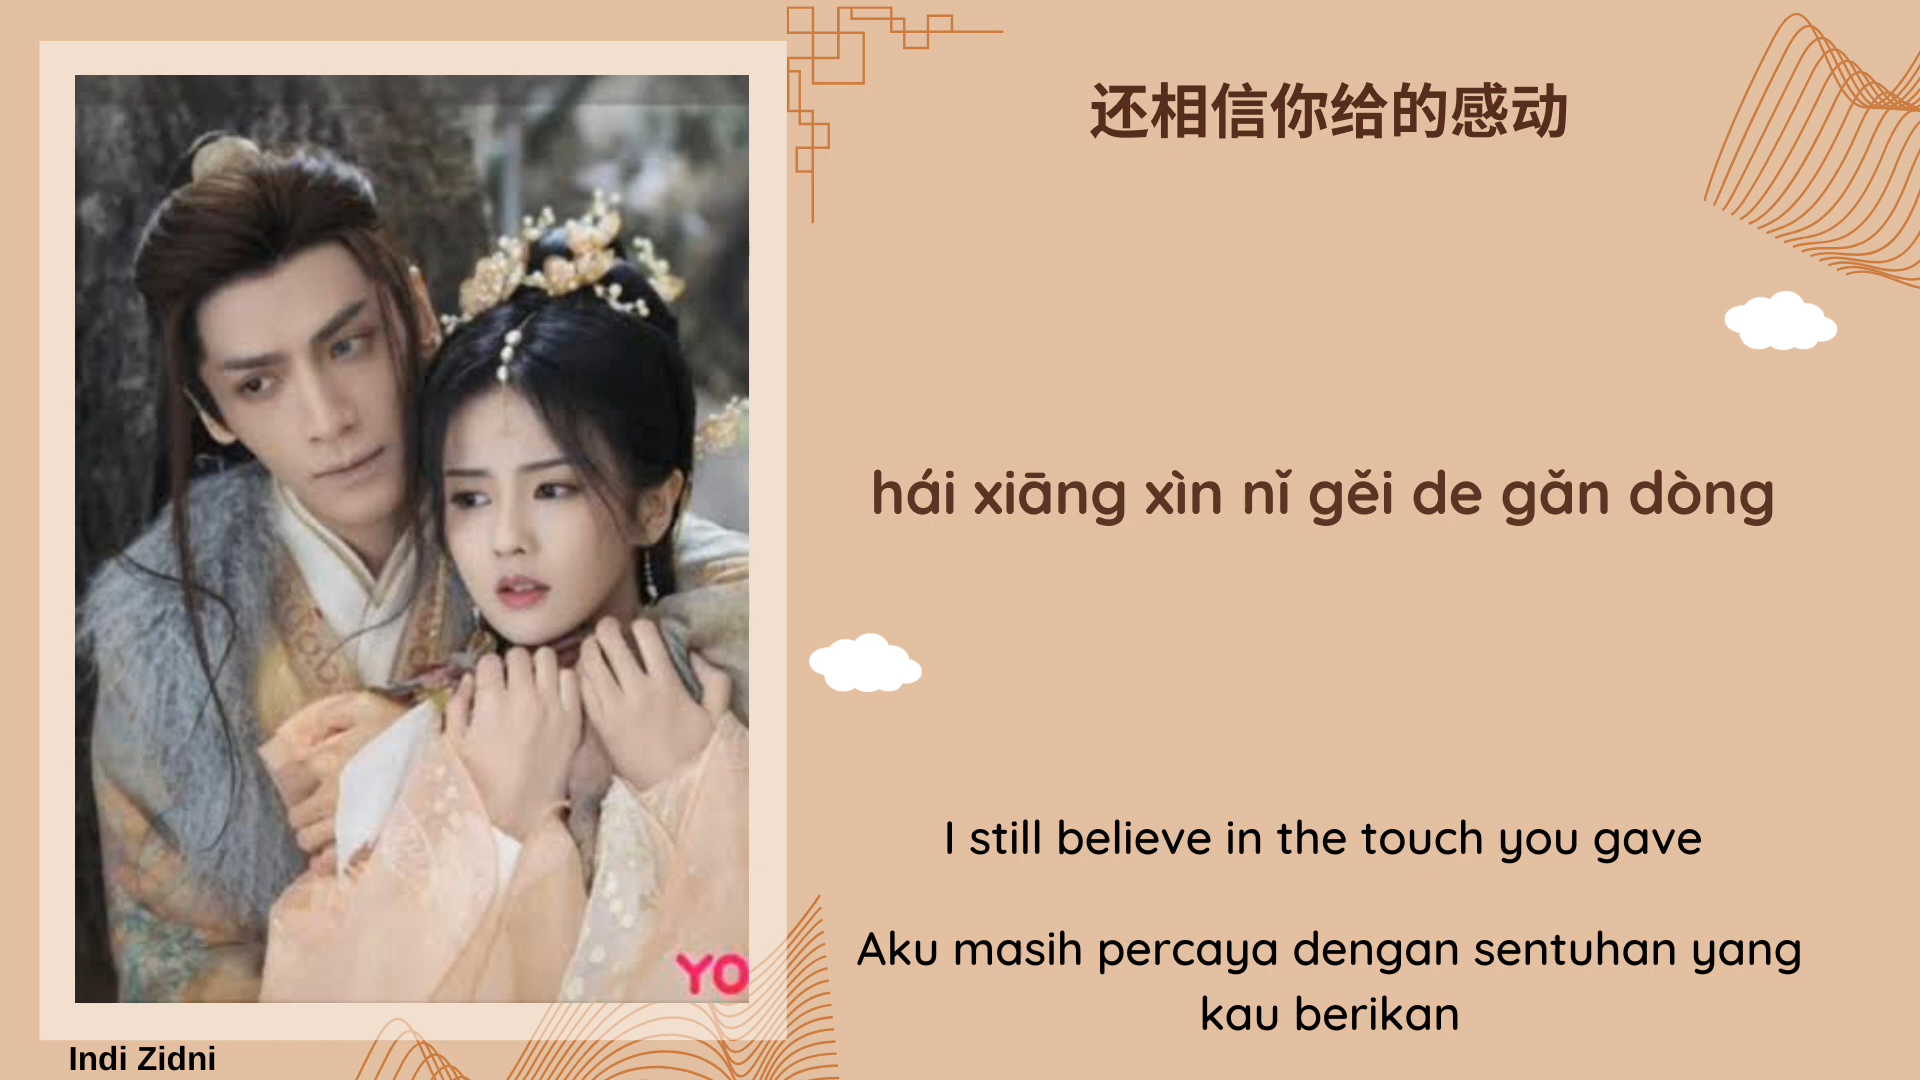 还相信你给的感动
hái xiāng xìn nǐ gěi de gǎn dòng
I still believe in the touch you gave
Aku masih percaya dengan sentuhan yang
kau berikan
YO
Indi Zidni